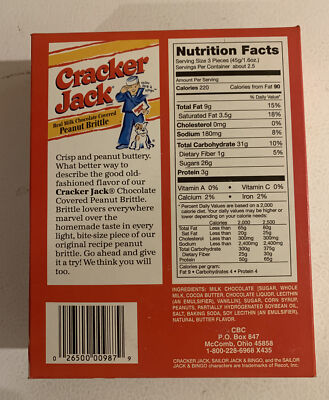 Cracker
Jack®
Real Milk Chocolate Covered
Peanut Brittle
Crisp and peanut buttery.
What better way to
describe the good old-
fashioned flavor of our
Cracker Jack® Chocolate
Covered Peanut Brittle.
Brittle lovers everywhere
marvel over the
homemade taste in every
light, bite-size piece of our
original recipe peanut
brittle. Go ahead and give
it a try! We think you
will too.
0 26500 00987 9
Nutrition Facts
Serving Size 3 Pieces (45g/1.6oz.)
Servings Per Container about 2.5
Amount Per Serving
Calories 220 Calories from Fat 90
% Daily Value*
Total Fat 9g 15%
Saturated Fat 3.5g 18%
Cholesterol 0mg 0%
Sodium 180mg 8%
Total Carbohydrate 31g 10%
Dietary Fiber 1g 5%
Sugars 26g
Protein 3g
Vitamin A 0% • Vitamin C 0%
Calcium 2% • Iron 2%
* Percent Daily Values are based on a 2,000
calorie diet. Your daily values may be higher or
lower depending on your calorie needs:
Calories 2,000 2,500
Total Fat Less than 65g 80g
Sat Fat Less than 20g 25g
Cholesterol Less than 300mg 300mg
Sodium Less than 2,400mg 2,400mg
Total Carbohydrate 300g 375g
Dietary Fiber 25g 30g
Protein 50g 65g
Calories per gram:
Fat 9 • Carbohydrates 4 • Protein 4
INGREDIENTS: MILK CHOCOLATE (SUGAR, WHOLE
MILK, COCOA BUTTER, CHOCOLATE LIQUOR, LECITHIN
(AN EMULSIFIER), VANILLIN), SUGAR, CORN SYRUP,
PEANUTS, PARTIALLY HYDROGENATED SOYBEAN OIL,
SALT, BAKING SODA, SOY LECITHIN (AN EMULSIFIER),
NATURAL BUTTER FLAVOR.
CBC
P.O. Box 647
McComb, Ohio 45858
1-800-228-6968 X435
CRACKER JACK, SAILOR JACK & BINGO, and the SAILOR
JACK & BINGO characters are trademarks of Recot, Inc.